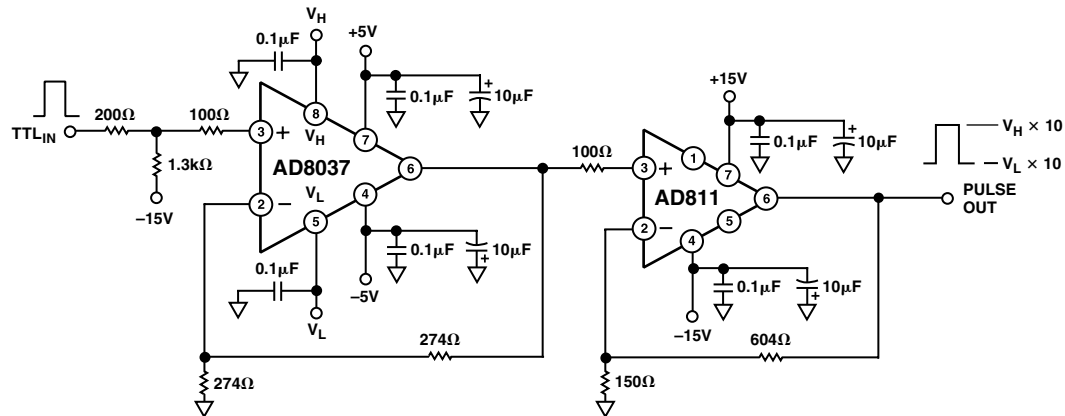 V_H
0.1µF
+5V
0.1µF
10µF
+
TTL_IN
200Ω
100Ω
1.3kΩ
–15V
3
+
8
V_H
7
AD8037
6
V_L
4
2
–
5
0.1µF
V_L
–5V
0.1µF
10µF
+
274Ω
274Ω
100Ω
+15V
0.1µF
10µF
+
3
+
1
7
AD811
6
5
2
–
4
–15V
0.1µF
10µF
+
604Ω
150Ω
V_H × 10
V_L × 10
PULSE
OUT